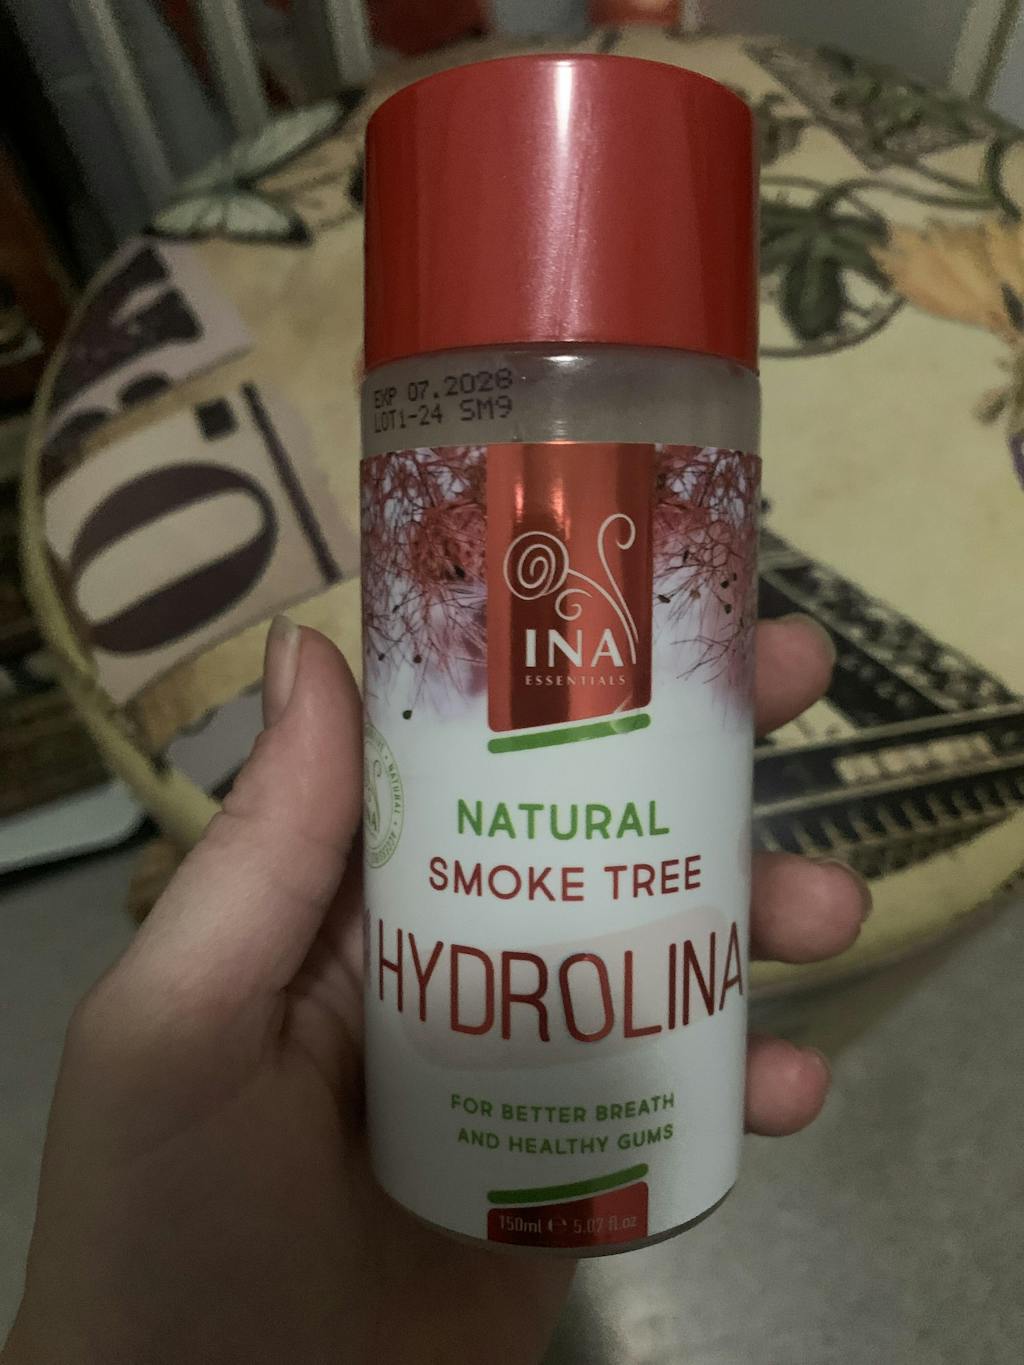 EXP 07.2028
LOT1-24 SM9
INA
ESSENTIALS
NATURAL
SMOKE TREE
HYDROLINA
FOR BETTER BREATH
AND HEALTHY GUMS
150ml ℮ 5.07 fl.oz
NATURAL